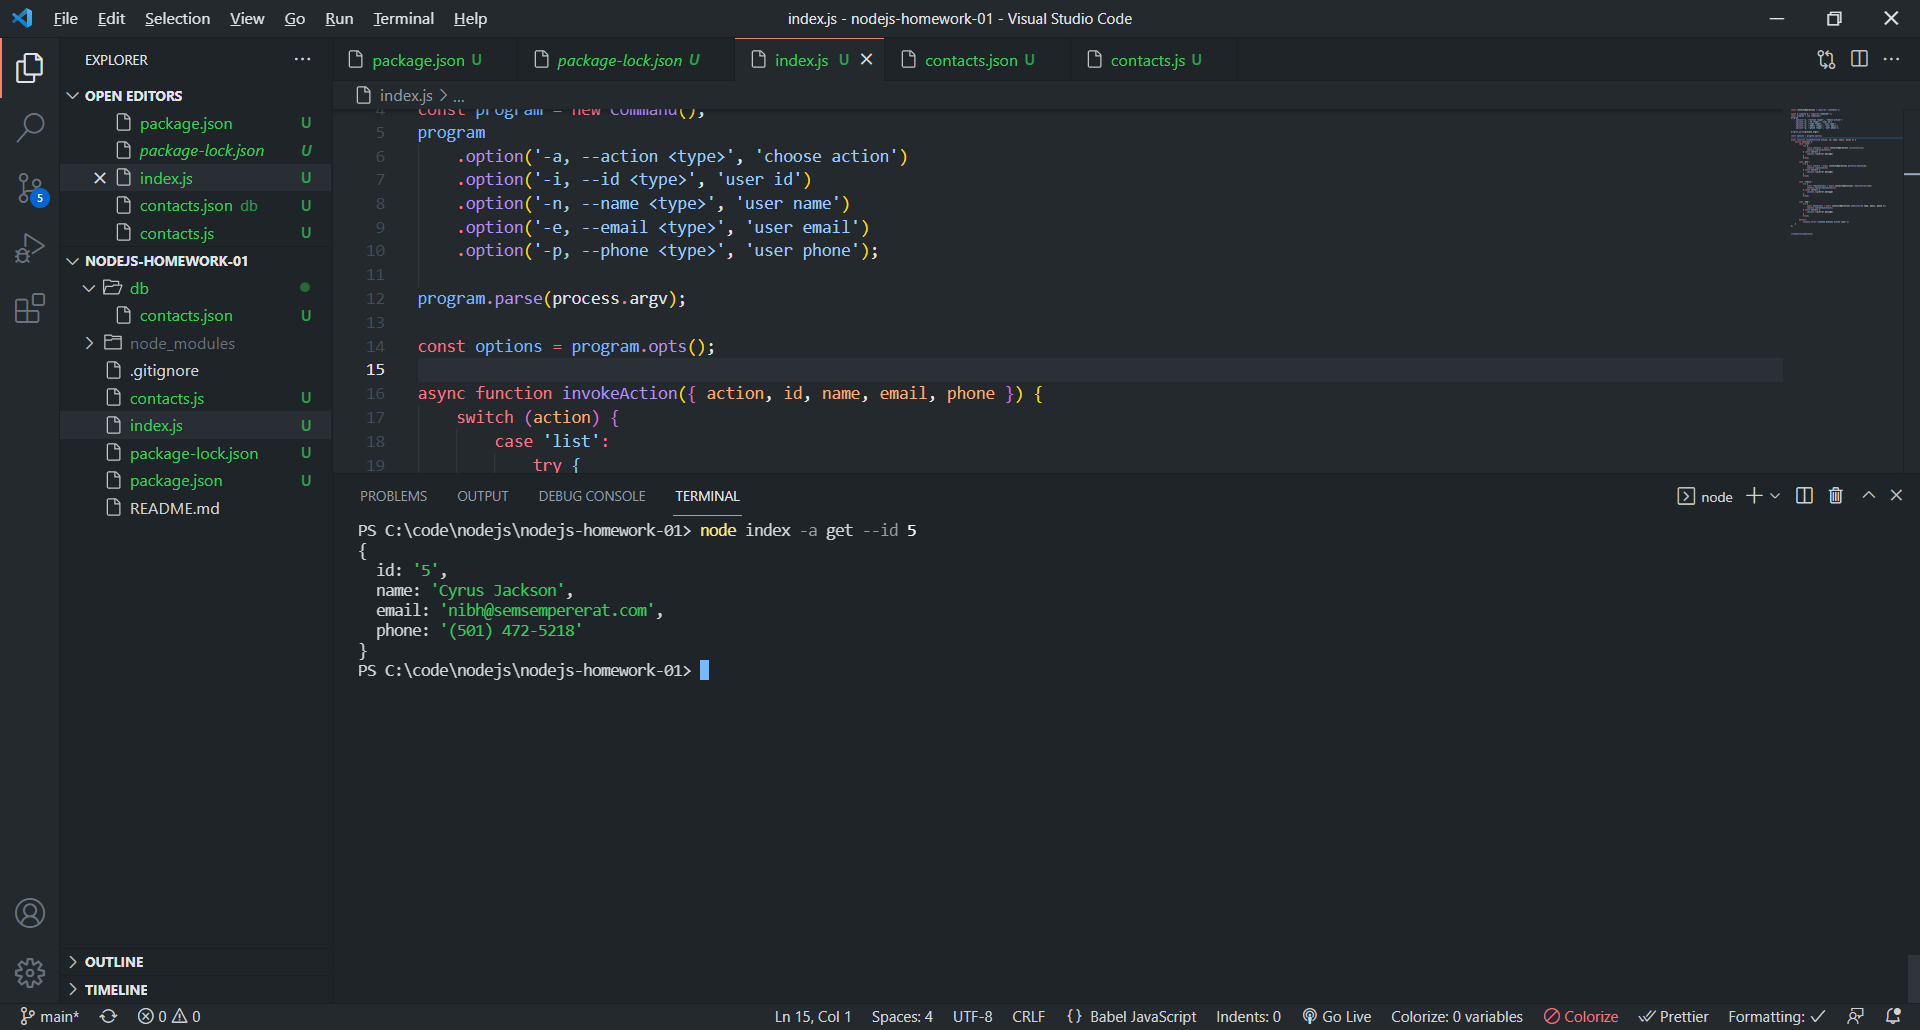 File Edit Selection View Go Run Terminal Help
index.js - nodejs-homework-01 - Visual Studio Code
EXPLORER
OPEN EDITORS
package.json U
package-lock.json U
index.js U
contacts.json db U
contacts.js U
NODEJS-HOMEWORK-01
db
contacts.json U
node_modules
.gitignore
contacts.js U
index.js U
package-lock.json U
package.json U
README.md
OUTLINE
TIMELINE
5
package.json U package-lock.json U index.js U contacts.json U contacts.js U
index.js > ...
4 const program = new Command();
5 program
6 .option('-a, --action <type>', 'choose action')
7 .option('-i, --id <type>', 'user id')
8 .option('-n, --name <type>', 'user name')
9 .option('-e, --email <type>', 'user email')
10 .option('-p, --phone <type>', 'user phone');
11
12 program.parse(process.argv);
13
14 const options = program.opts();
15
16 async function invokeAction({ action, id, name, email, phone }) {
17 switch (action) {
18 case 'list':
19 try {
PROBLEMS OUTPUT DEBUG CONSOLE TERMINAL
node
PS C:\code\nodejs\nodejs-homework-01> node index -a get --id 5
{
id: '5',
name: 'Cyrus Jackson',
email: 'nibh@semsempererat.com',
phone: '(501) 472-5218'
}
PS C:\code\nodejs\nodejs-homework-01>
main* 0 0
Ln 15, Col 1 Spaces: 4 UTF-8 CRLF {} Babel JavaScript Indents: 0 Go Live Colorize: 0 variables Colorize Prettier Formatting: ✓